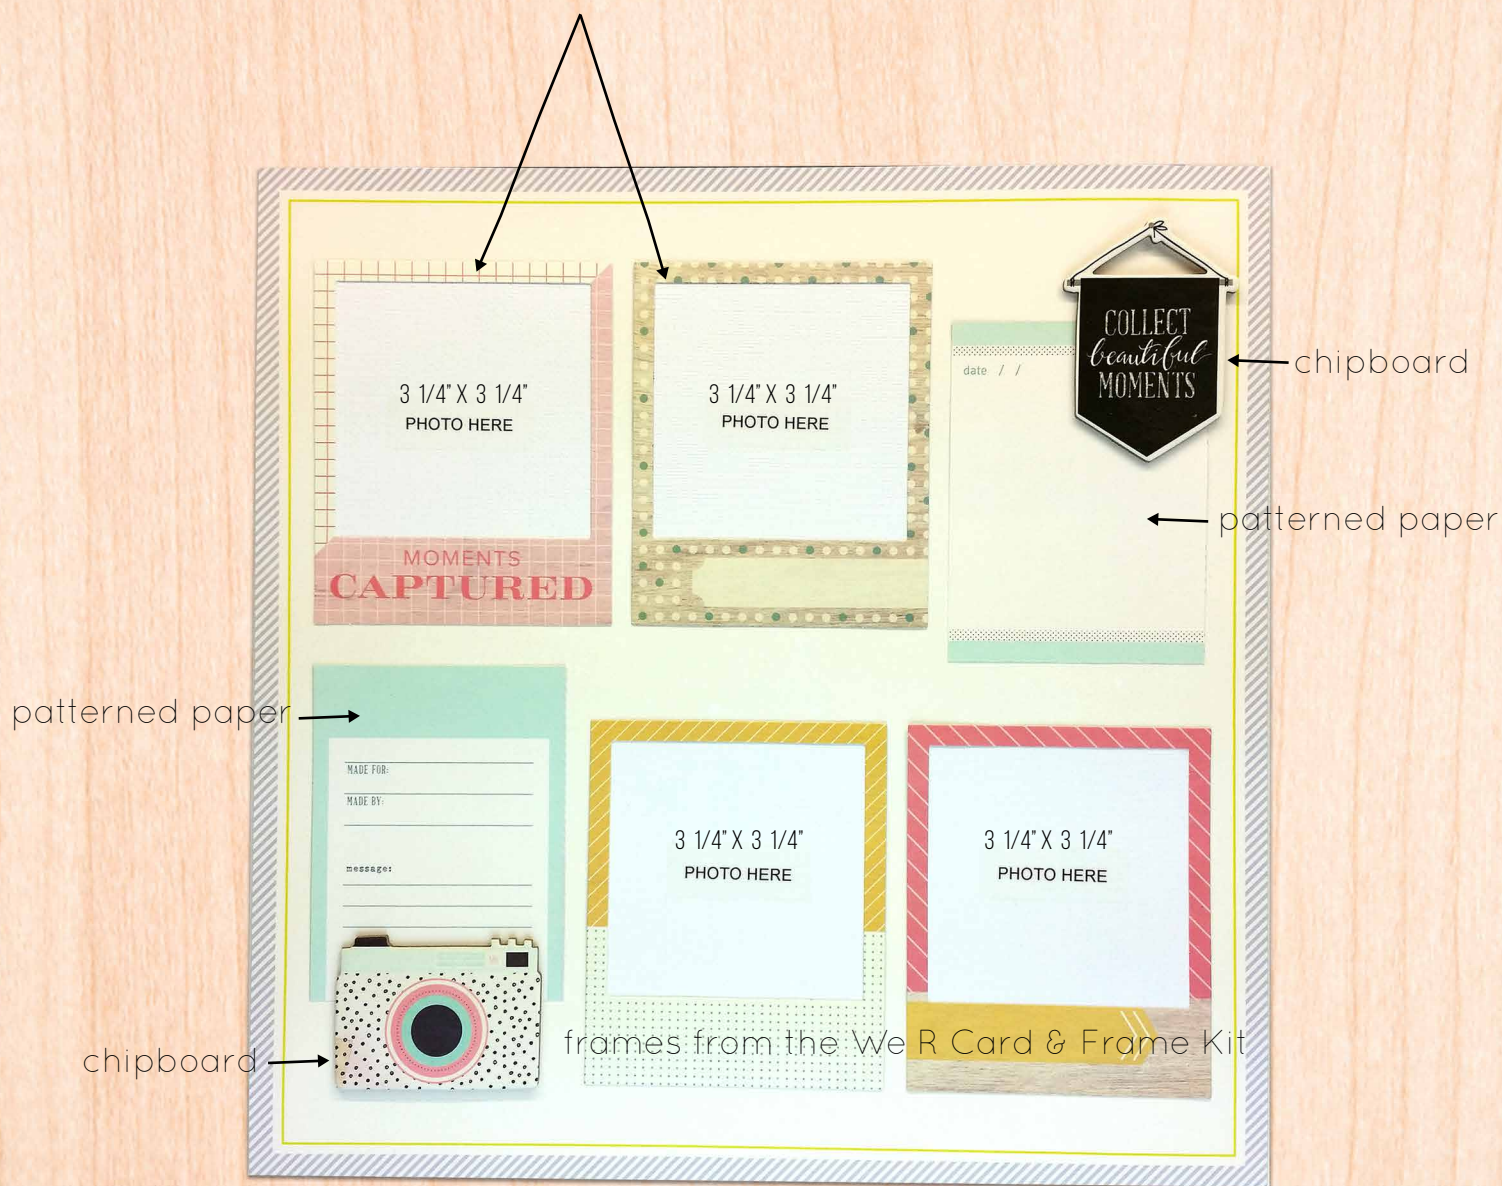 3 1/4" X 3 1/4"
PHOTO HERE
MOMENTS
CAPTURED
3 1/4" X 3 1/4"
PHOTO HERE
date / /
COLLECT
beautiful
MOMENTS
chipboard
patterned paper
patterned paper
MADE FOR:
MADE BY:
message:
chipboard
3 1/4" X 3 1/4"
PHOTO HERE
3 1/4" X 3 1/4"
PHOTO HERE
frames from the We R Card & Frame Kit